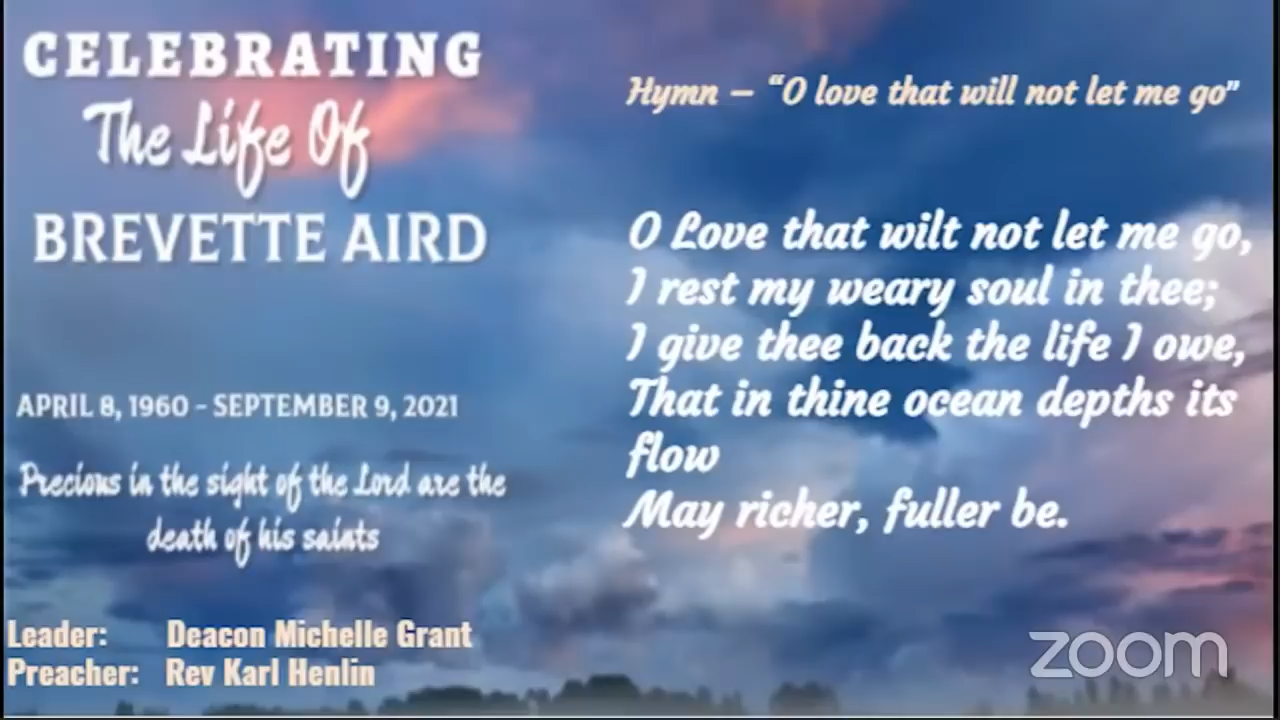 CELEBRATING
The Life Of
BREVETTE AIRD
APRIL 8, 1960 - SEPTEMBER 9, 2021
Precious in the sight of the Lord are the
death of his saints
Leader: Deacon Michelle Grant
Preacher: Rev Karl Henlin
Hymn – “O love that will not let me go”
O Love that wilt not let me go,
I rest my weary soul in thee;
I give thee back the life I owe,
That in thine ocean depths its
flow
May richer, fuller be.
zoom